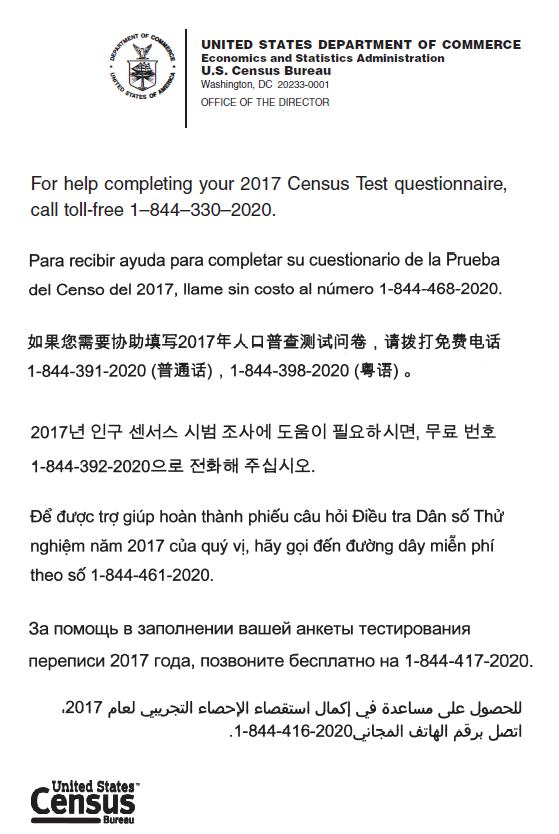 DEPARTMENT OF COMMERCE
UNITED STATES OF AMERICA
UNITED STATES DEPARTMENT OF COMMERCE
Economics and Statistics Administration
U.S. Census Bureau
Washington, DC 20233-0001
OFFICE OF THE DIRECTOR
For help completing your 2017 Census Test questionnaire,
call toll-free 1–844–330–2020.
Para recibir ayuda para completar su cuestionario de la Prueba
del Censo del 2017, llame sin costo al número 1-844-468-2020.
如果您需要协助填写2017年人口普查测试问卷，请拨打免费电话
1-844-391-2020 (普通话)，1-844-398-2020 (粤语) 。
2017년 인구 센서스 시범 조사에 도움이 필요하시면, 무료 번호
1-844-392-2020으로 전화해 주십시오.
Để được trợ giúp hoàn thành phiếu câu hỏi Điều tra Dân số Thử
nghiệm năm 2017 của quý vị, hãy gọi đến đường dây miễn phí
theo số 1-844-461-2020.
За помощь в заполнении вашей анкеты тестирования
переписи 2017 года, позвоните бесплатно на 1-844-417-2020.
للحصول على مساعدة في إكمال استقصاء الإحصاء التجريبي لعام 2017،
اتصل برقم الهاتف المجاني1-844-416-2020.
United States™
Census
Bureau